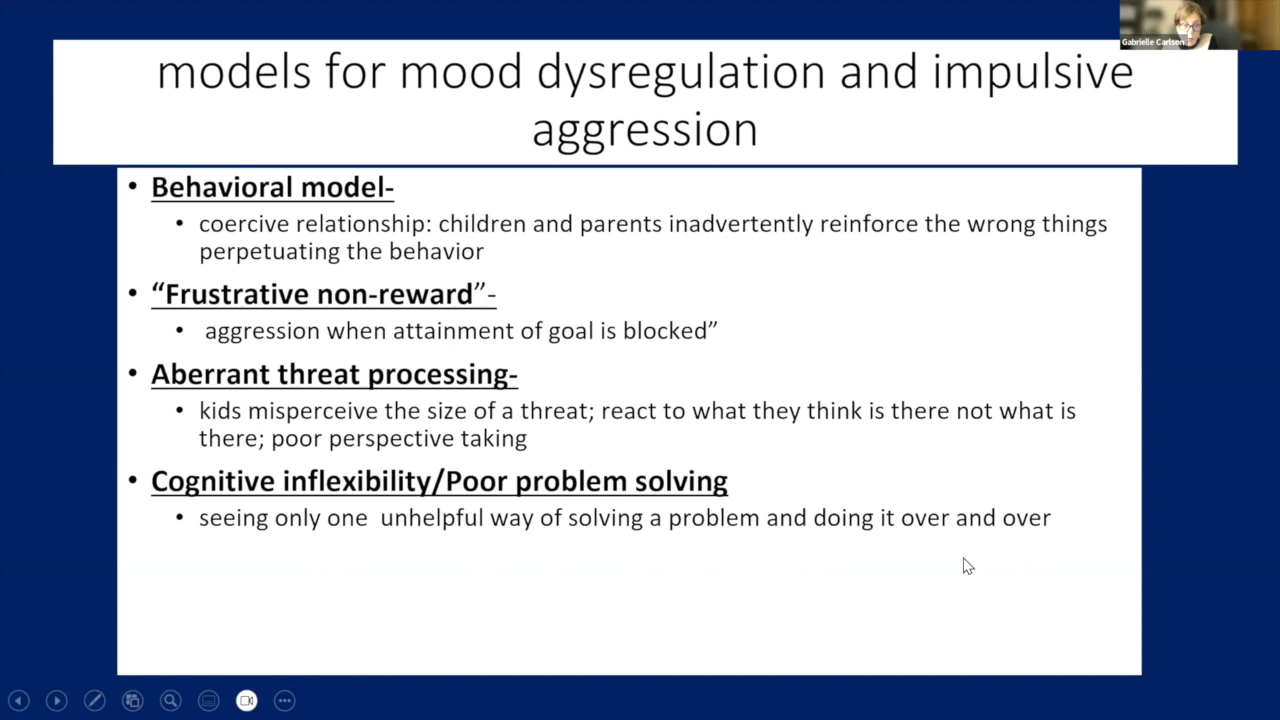 Gabrielle Carlson
models for mood dysregulation and impulsive
aggression
• Behavioral model-
• coercive relationship: children and parents inadvertently reinforce the wrong things
perpetuating the behavior
• “Frustrative non-reward”-
• aggression when attainment of goal is blocked”
• Aberrant threat processing-
• kids misperceive the size of a threat; react to what they think is there not what is
there; poor perspective taking
• Cognitive inflexibility/Poor problem solving
• seeing only one  unhelpful way of solving a problem and doing it over and over